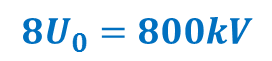 8U₀ = 800kV